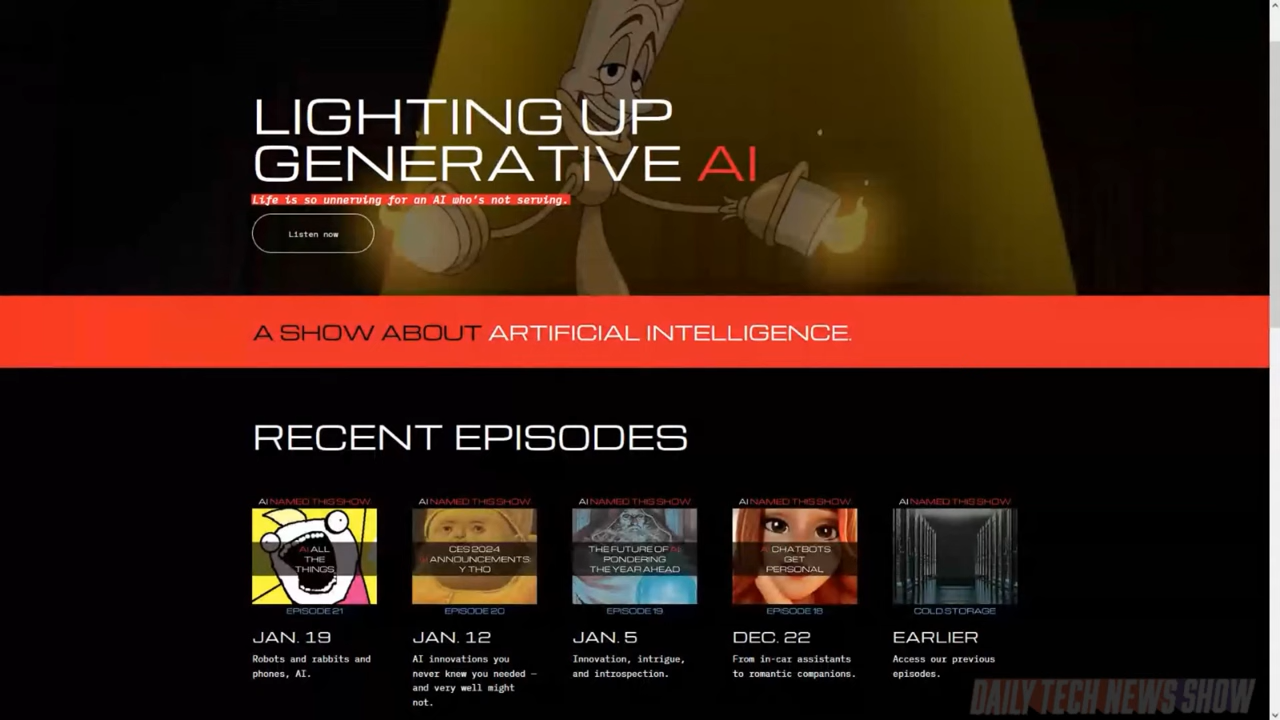 LIGHTING UP
GENERATIVE AI
Life is so unnerving for an AI who's not serving.
Listen now
A SHOW ABOUT ARTIFICIAL INTELLIGENCE.
RECENT EPISODES
AI NAMED THIS SHOW
AI ALL
THE
THINGS
EPISODE 21
JAN. 19
Robots and rabbits and
phones, AI.
AI NAMED THIS SHOW
CES 2024
AI ANNOUNCEMENTS
Y THO
EPISODE 20
JAN. 12
AI innovations you
never knew you needed —
and very well might
not.
AI NAMED THIS SHOW
THE FUTURE OF AI
PONDERING
THE YEAR AHEAD
EPISODE 19
JAN. 5
Innovation, intrigue,
and introspection.
AI NAMED THIS SHOW
AI CHATBOTS
GET
PERSONAL
EPISODE 18
DEC. 22
From in-car assistants
to romantic companions.
AI NAMED THIS SHOW
COLD STORAGE
EARLIER
Access our previous
episodes.
DAILY TECH NEWS SHOW